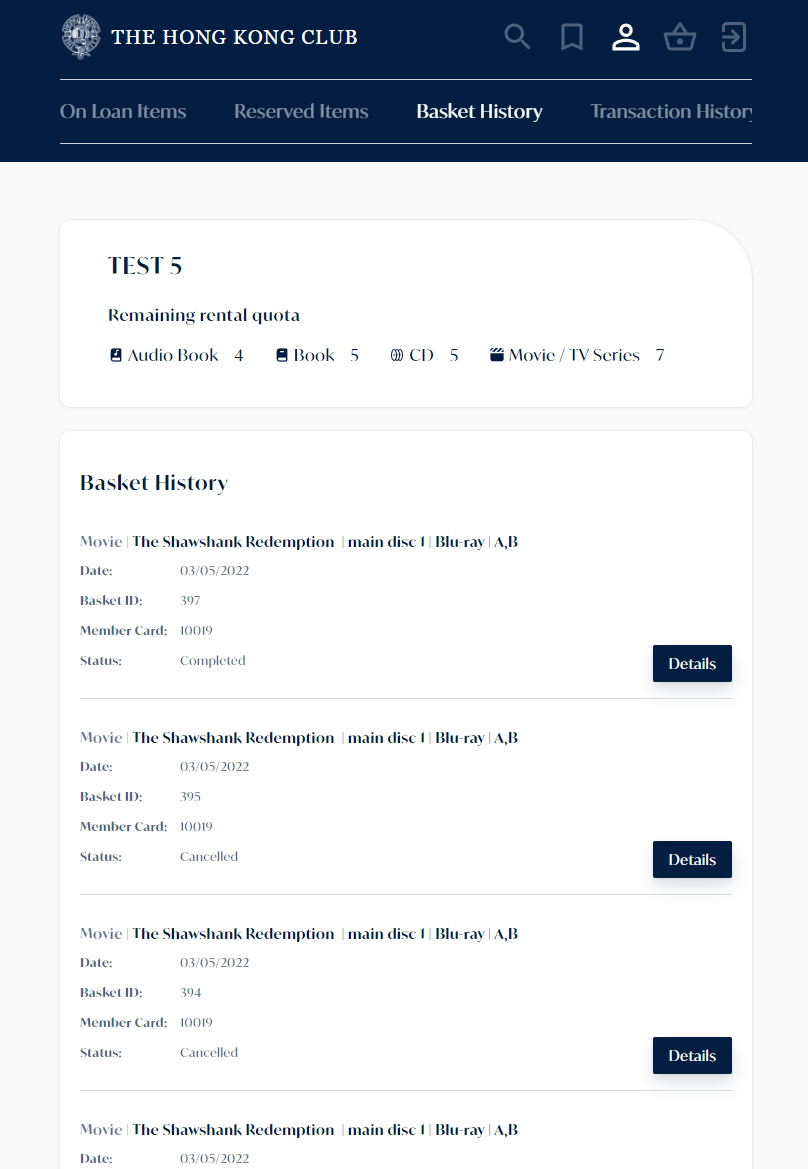 THE HONG KONG CLUB
On Loan Items Reserved Items Basket History Transaction History
TEST 5
Remaining rental quota
Audio Book 4 Book 5 CD 5 Movie / TV Series 7
Basket History
Movie | The Shawshank Redemption | main disc 1 | Blu-ray | A,B
Date: 03/05/2022
Basket ID: 397
Member Card: 10019
Status: Completed
Details
Movie | The Shawshank Redemption | main disc 1 | Blu-ray | A,B
Date: 03/05/2022
Basket ID: 395
Member Card: 10019
Status: Cancelled
Details
Movie | The Shawshank Redemption | main disc 1 | Blu-ray | A,B
Date: 03/05/2022
Basket ID: 394
Member Card: 10019
Status: Cancelled
Details
Movie | The Shawshank Redemption | main disc 1 | Blu-ray | A,B
Date: 03/05/2022